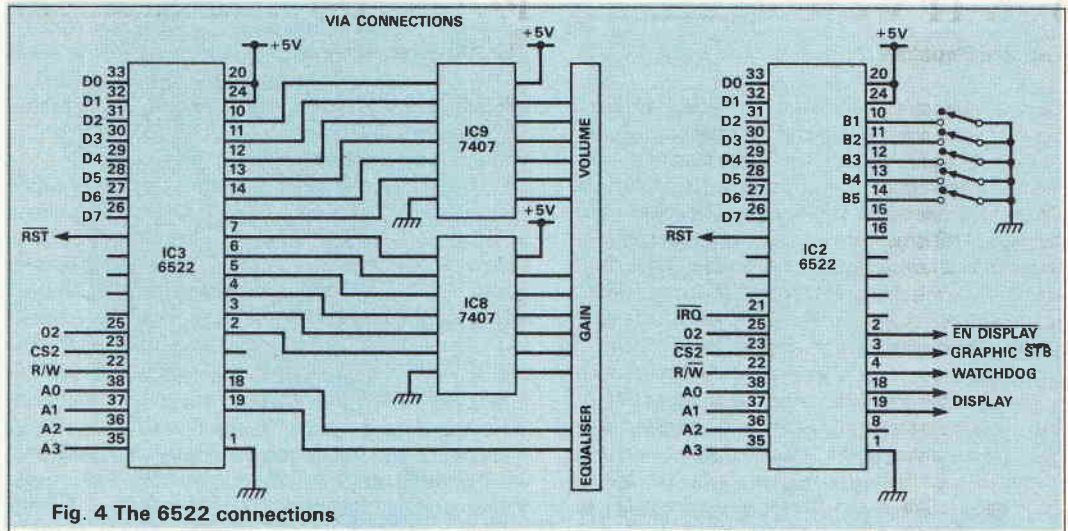 VIA CONNECTIONS
+5V
33
D0
32
D1
31
D2
30
D3
29
D4
28
D5
27
D6
26
D7
RST
25
02
23
CS2
22
R/W
38
A0
37
A1
36
A2
35
A3
IC3
6522
20
24
10
11
12
13
14
7
6
5
4
3
2
18
19
1
+5V
IC9
7407
+5V
IC8
7407
VOLUME
GAIN
EQUALISER
+5V
33
D0
32
D1
31
D2
30
D3
29
D4
28
D5
27
D6
26
D7
RST
21
IRQ
25
02
23
CS2
22
R/W
38
A0
37
A1
36
A2
35
A3
IC2
6522
20
24
10
B1
11
B2
12
B3
13
B4
14
B5
15
16
2
EN DISPLAY
3
GRAPHIC STB
4
WATCHDOG
18
19
DISPLAY
8
1
Fig. 4 The 6522 connections